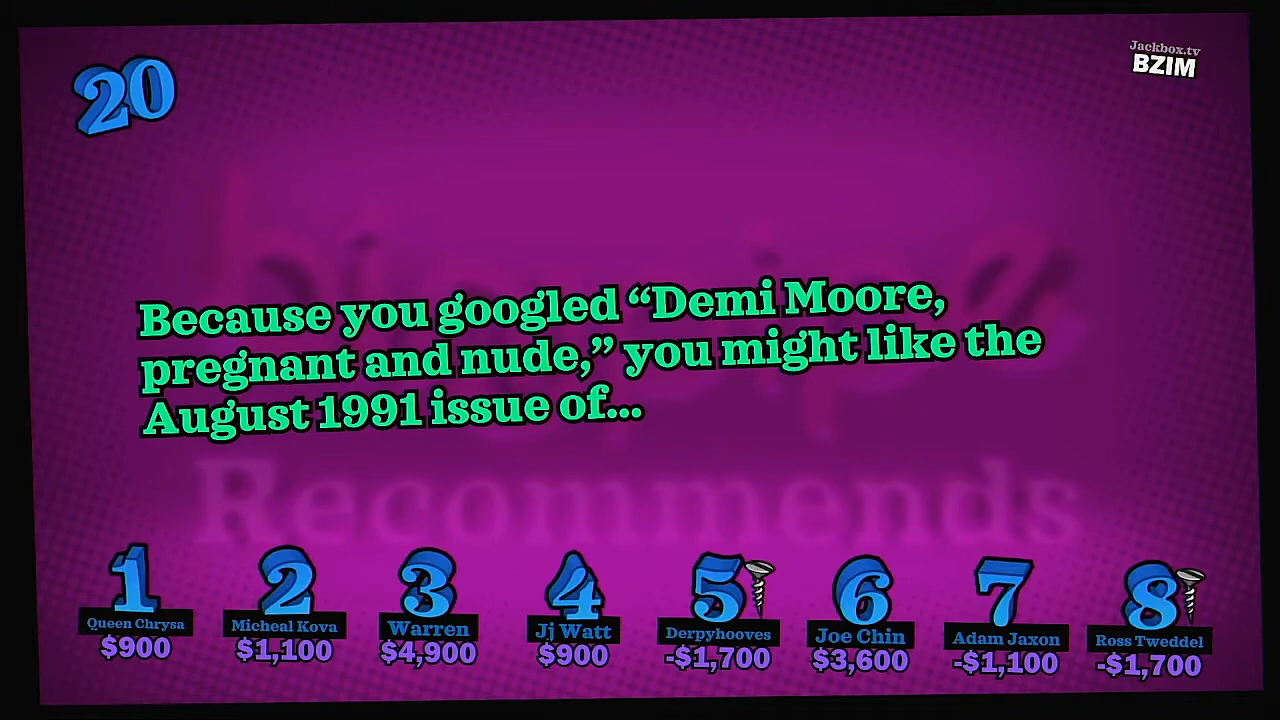 20
Jackbox.tv
BZIM
Because you googled “Demi Moore,
pregnant and nude,” you might like the
August 1991 issue of...
Recommends
1 2 3 4 5 6 7 8
Queen Chrysa Micheal Kova Warren Jj Watt Derpyhooves Joe Chin Adam Jaxon Ross Tweddel
$900 $1,100 $4,900 $900 -$1,700 $3,600 -$1,100 -$1,700